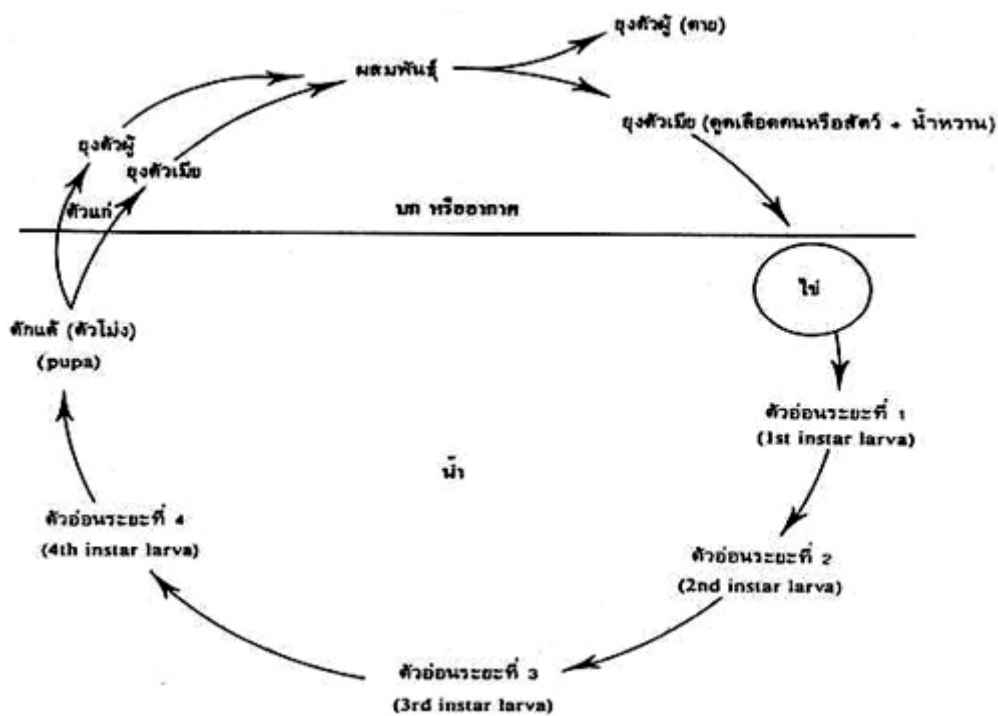 ยุงตัวผู้ (ตาย)
ผสมพันธุ์
ยุงตัวเมีย (ดูดเลือดคนหรือสัตว์ + น้ำหวาน)
ยุงตัวผู้
ยุงตัวเมีย
ตัวแก่
บก หรืออากาศ
ไข่
ดักแด้ (ตัวโม่ง)
(pupa)
ตัวอ่อนระยะที่ 1
(1st instar larva)
น้ำ
ตัวอ่อนระยะที่ 4
(4th instar larva)
ตัวอ่อนระยะที่ 2
(2nd instar larva)
ตัวอ่อนระยะที่ 3
(3rd instar larva)